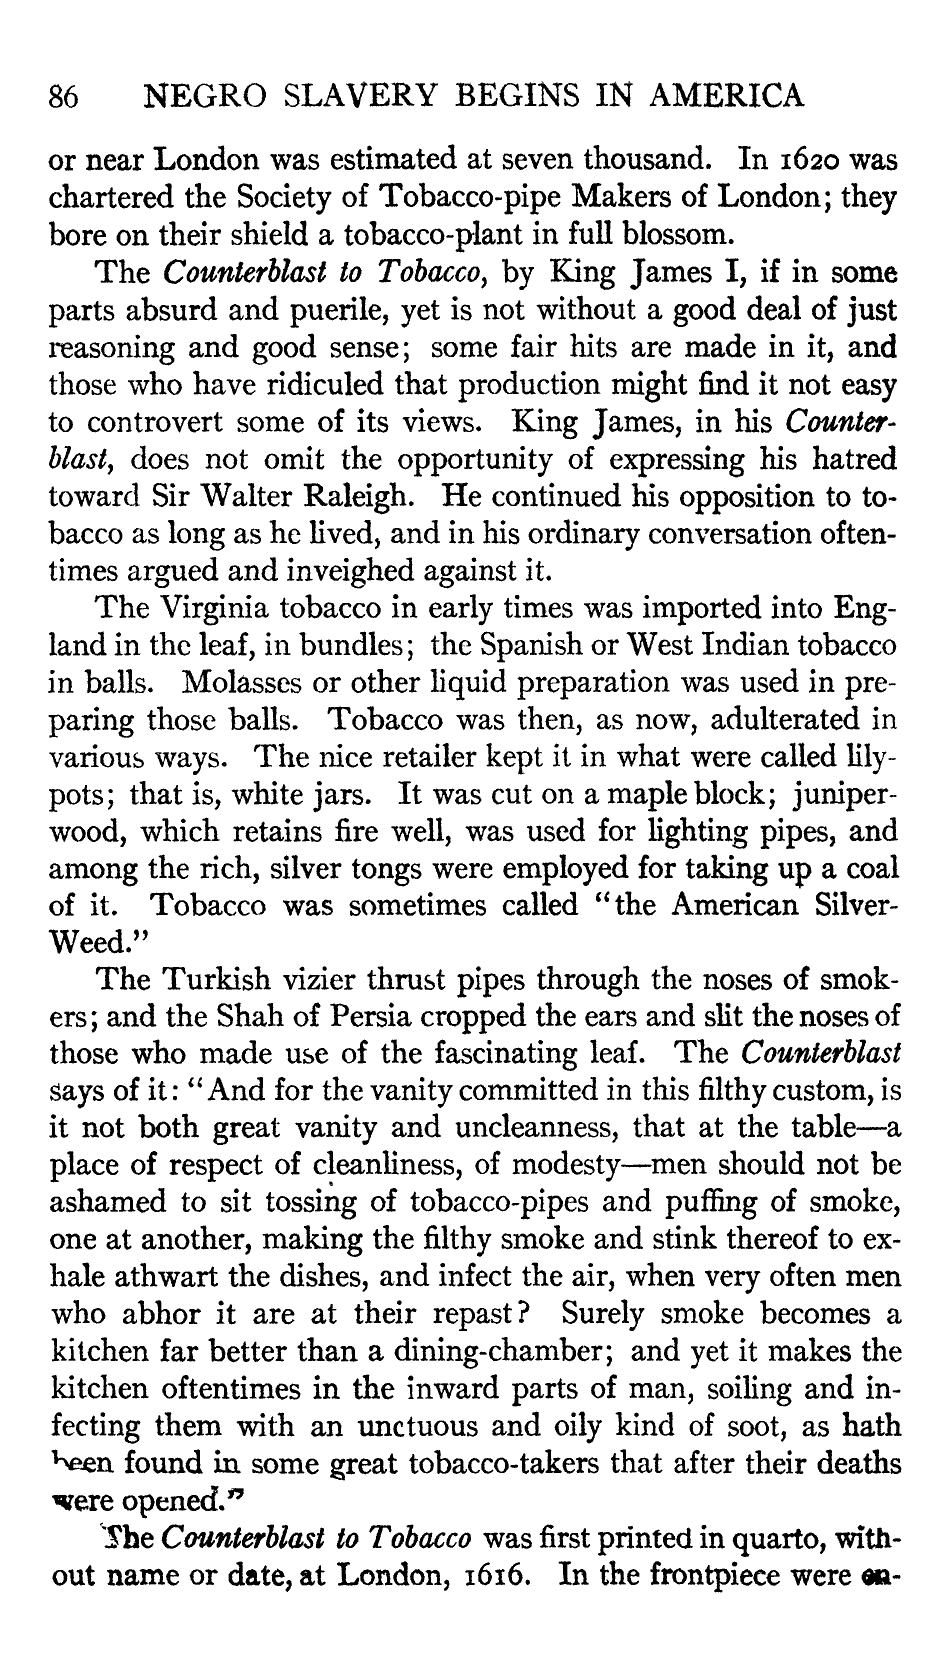 86 NEGRO SLAVERY BEGINS IN AMERICA
or near London was estimated at seven thousand. In 1620 was
chartered the Society of Tobacco-pipe Makers of London; they
bore on their shield a tobacco-plant in full blossom.
The Counterblast to Tobacco, by King James I, if in some
parts absurd and puerile, yet is not without a good deal of just
reasoning and good sense; some fair hits are made in it, and
those who have ridiculed that production might find it not easy
to controvert some of its views. King James, in his Counter-
blast, does not omit the opportunity of expressing his hatred
toward Sir Walter Raleigh. He continued his opposition to to-
bacco as long as he lived, and in his ordinary conversation often-
times argued and inveighed against it.
The Virginia tobacco in early times was imported into Eng-
land in the leaf, in bundles; the Spanish or West Indian tobacco
in balls. Molasses or other liquid preparation was used in pre-
paring those balls. Tobacco was then, as now, adulterated in
various ways. The nice retailer kept it in what were called lily-
pots; that is, white jars. It was cut on a maple block; juniper-
wood, which retains fire well, was used for lighting pipes, and
among the rich, silver tongs were employed for taking up a coal
of it. Tobacco was sometimes called "the American Silver-
Weed."
The Turkish vizier thrust pipes through the noses of smok-
ers; and the Shah of Persia cropped the ears and slit the noses of
those who made use of the fascinating leaf. The Counterblast
says of it: "And for the vanity committed in this filthy custom, is
it not both great vanity and uncleanness, that at the table—a
place of respect of cleanliness, of modesty—men should not be
ashamed to sit tossing of tobacco-pipes and puffing of smoke,
one at another, making the filthy smoke and stink thereof to ex-
hale athwart the dishes, and infect the air, when very often men
who abhor it are at their repast? Surely smoke becomes a
kitchen far better than a dining-chamber; and yet it makes the
kitchen oftentimes in the inward parts of man, soiling and in-
fecting them with an unctuous and oily kind of soot, as hath
been found in some great tobacco-takers that after their deaths
were opened."
The Counterblast to Tobacco was first printed in quarto, with-
out name or date, at London, 1616. In the frontpiece were en-